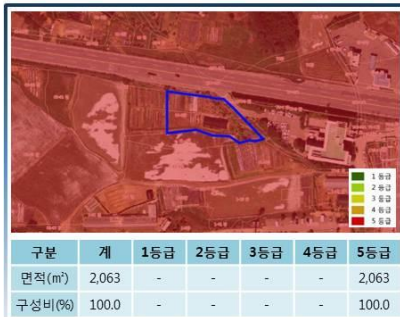 1 등급
2 등급
3 등급
4 등급
5 등급
구분 계 1등급 2등급 3등급 4등급 5등급
면적(㎡) 2,063 - - - - 2,063
구성비(%) 100.0 - - - - 100.0